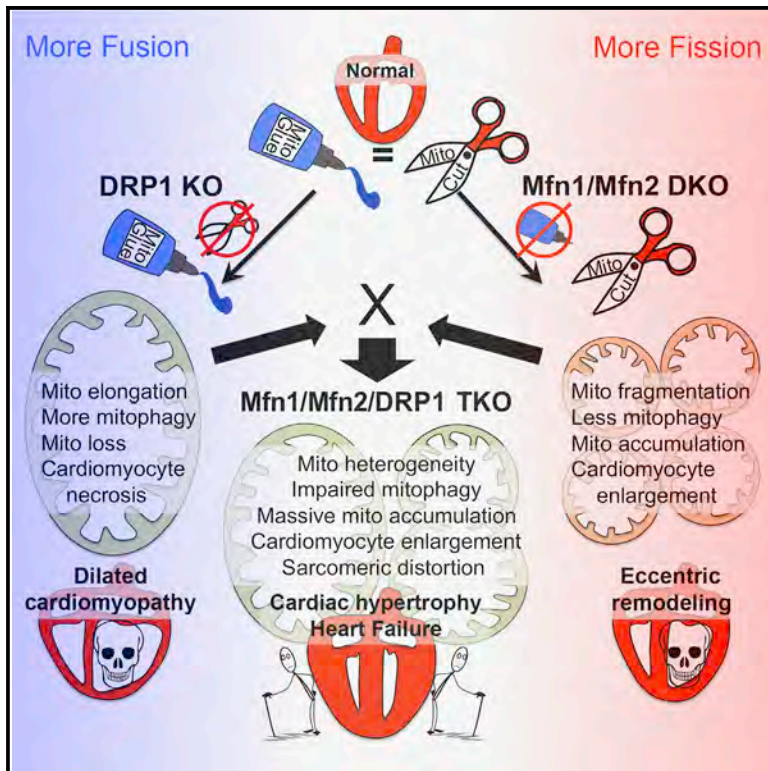 More Fusion
More Fission
Normal
Mito
Glue
=
Mito
Cut
DRP1 KO
Mfn1/Mfn2 DKO
Mito
Glue
Mito
Cut
X
Mito elongation
More mitophagy
Mito loss
Cardiomyocyte
necrosis
Dilated
cardiomyopathy
Mfn1/Mfn2/DRP1 TKO
Mito heterogeneity
Impaired mitophagy
Massive mito accumulation
Cardiomyocyte enlargement
Sarcomeric distortion
Cardiac hypertrophy
Heart Failure
Mito fragmentation
Less mitophagy
Mito accumulation
Cardiomyocyte
enlargement
Eccentric
remodeling